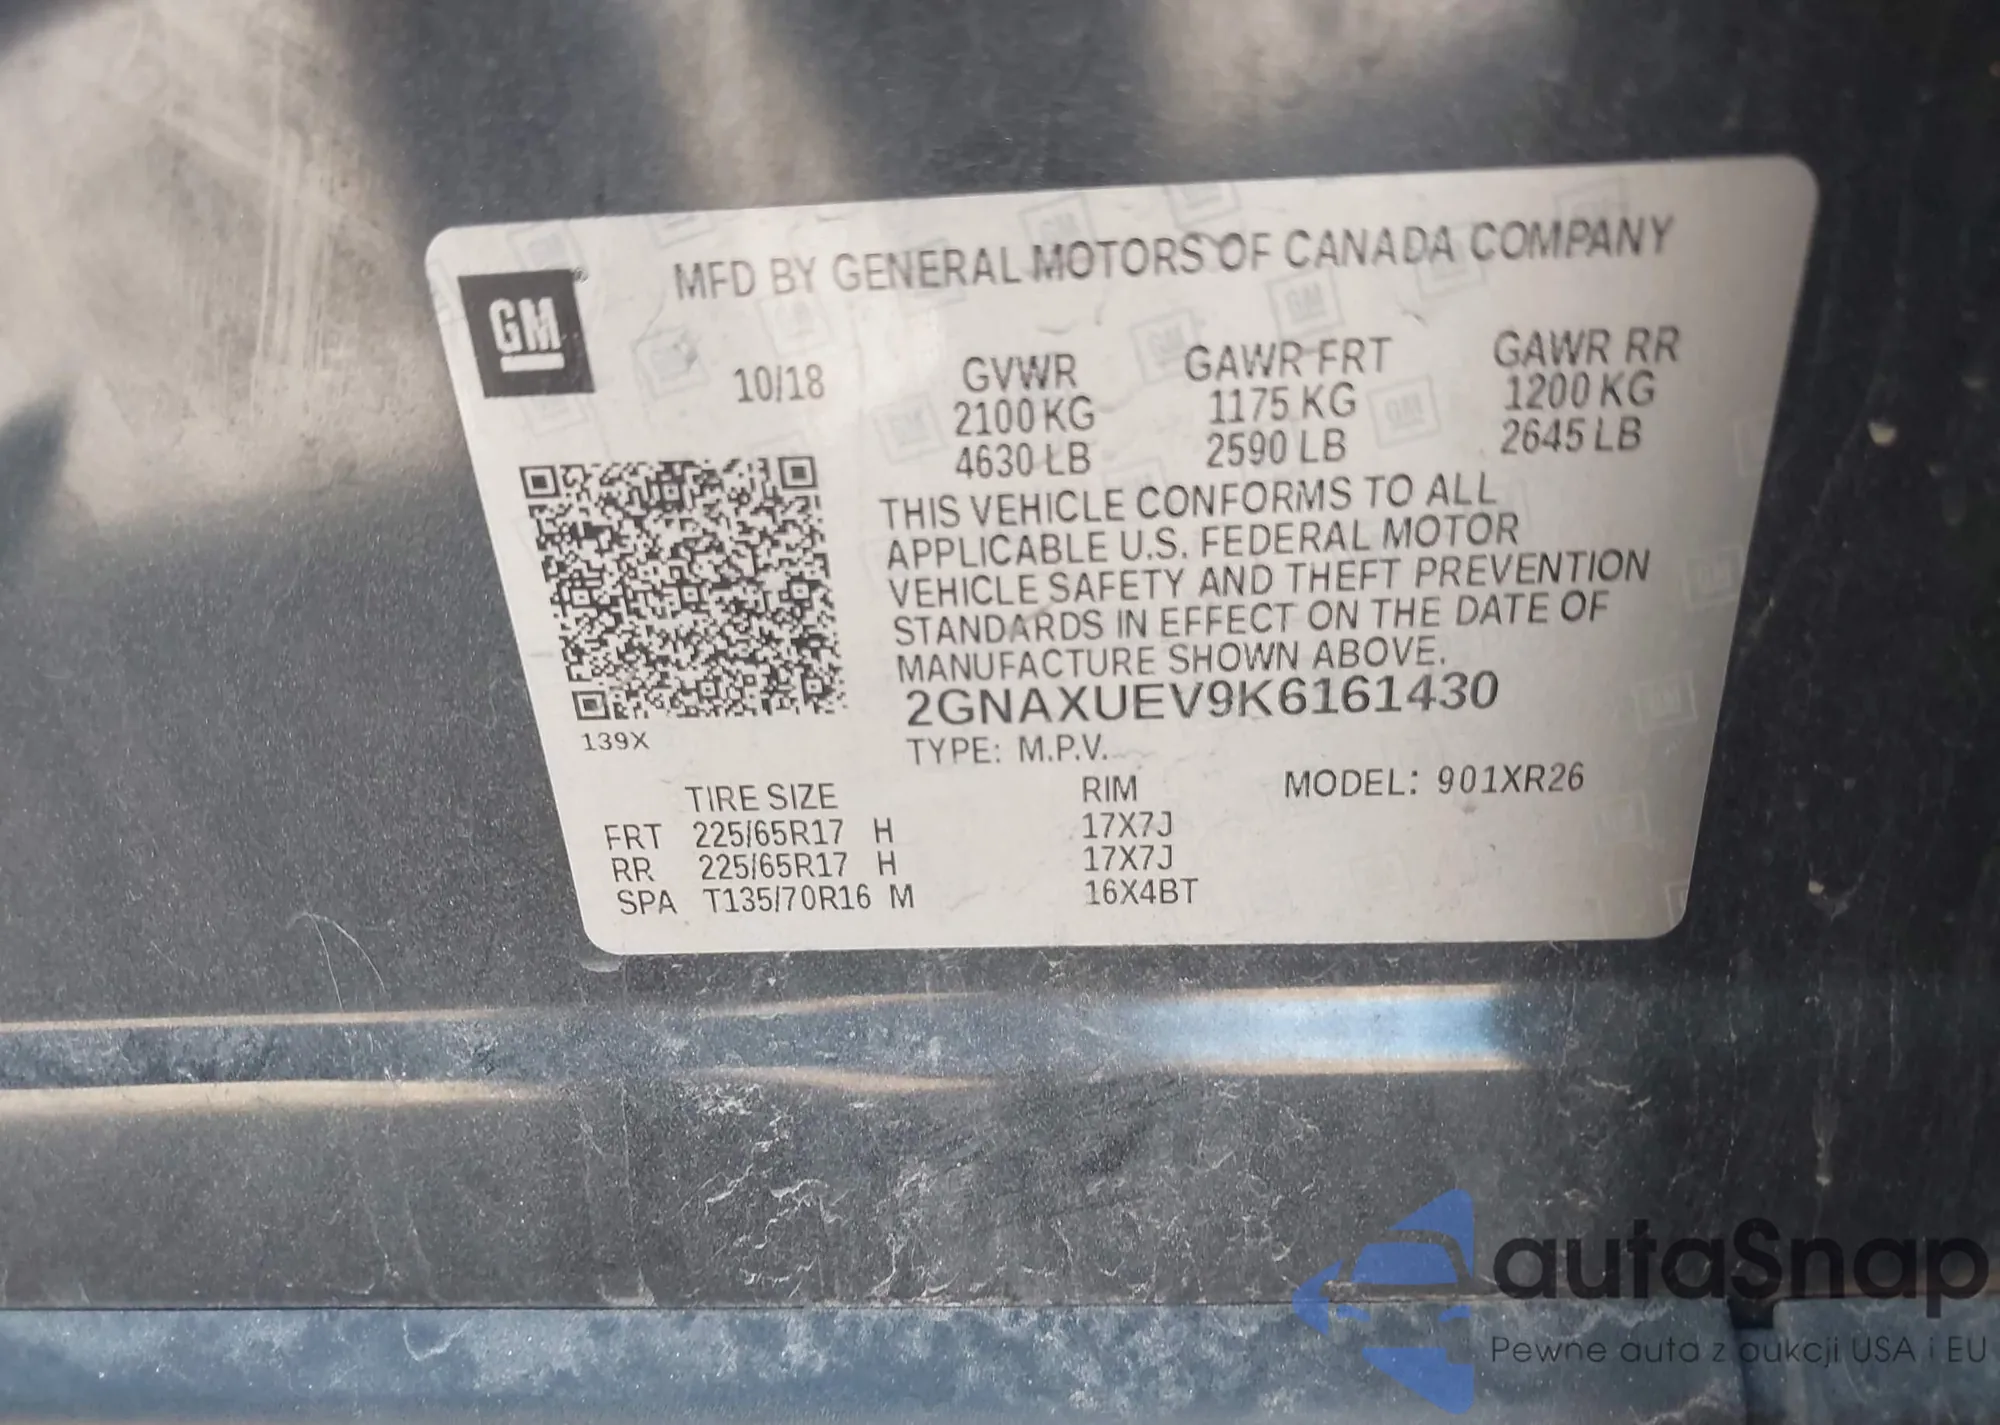 GM
MFD BY GENERAL MOTORS OF CANADA COMPANY
10/18 GVWR GAWR FRT GAWR RR
2100 KG 1175 KG 1200 KG
4630 LB 2590 LB 2645 LB
THIS VEHICLE CONFORMS TO ALL
APPLICABLE U.S. FEDERAL MOTOR
VEHICLE SAFETY AND THEFT PREVENTION
STANDARDS IN EFFECT ON THE DATE OF
MANUFACTURE SHOWN ABOVE.
2GNAXUEV9K6161430
139X
TYPE: M.P.V.
TIRE SIZE RIM MODEL: 901XR26
FRT 225/65R17 H 17X7J
RR 225/65R17 H 17X7J
SPA T135/70R16 M 16X4BT
autaSnap
Pewne auta z aukcji USA i EU